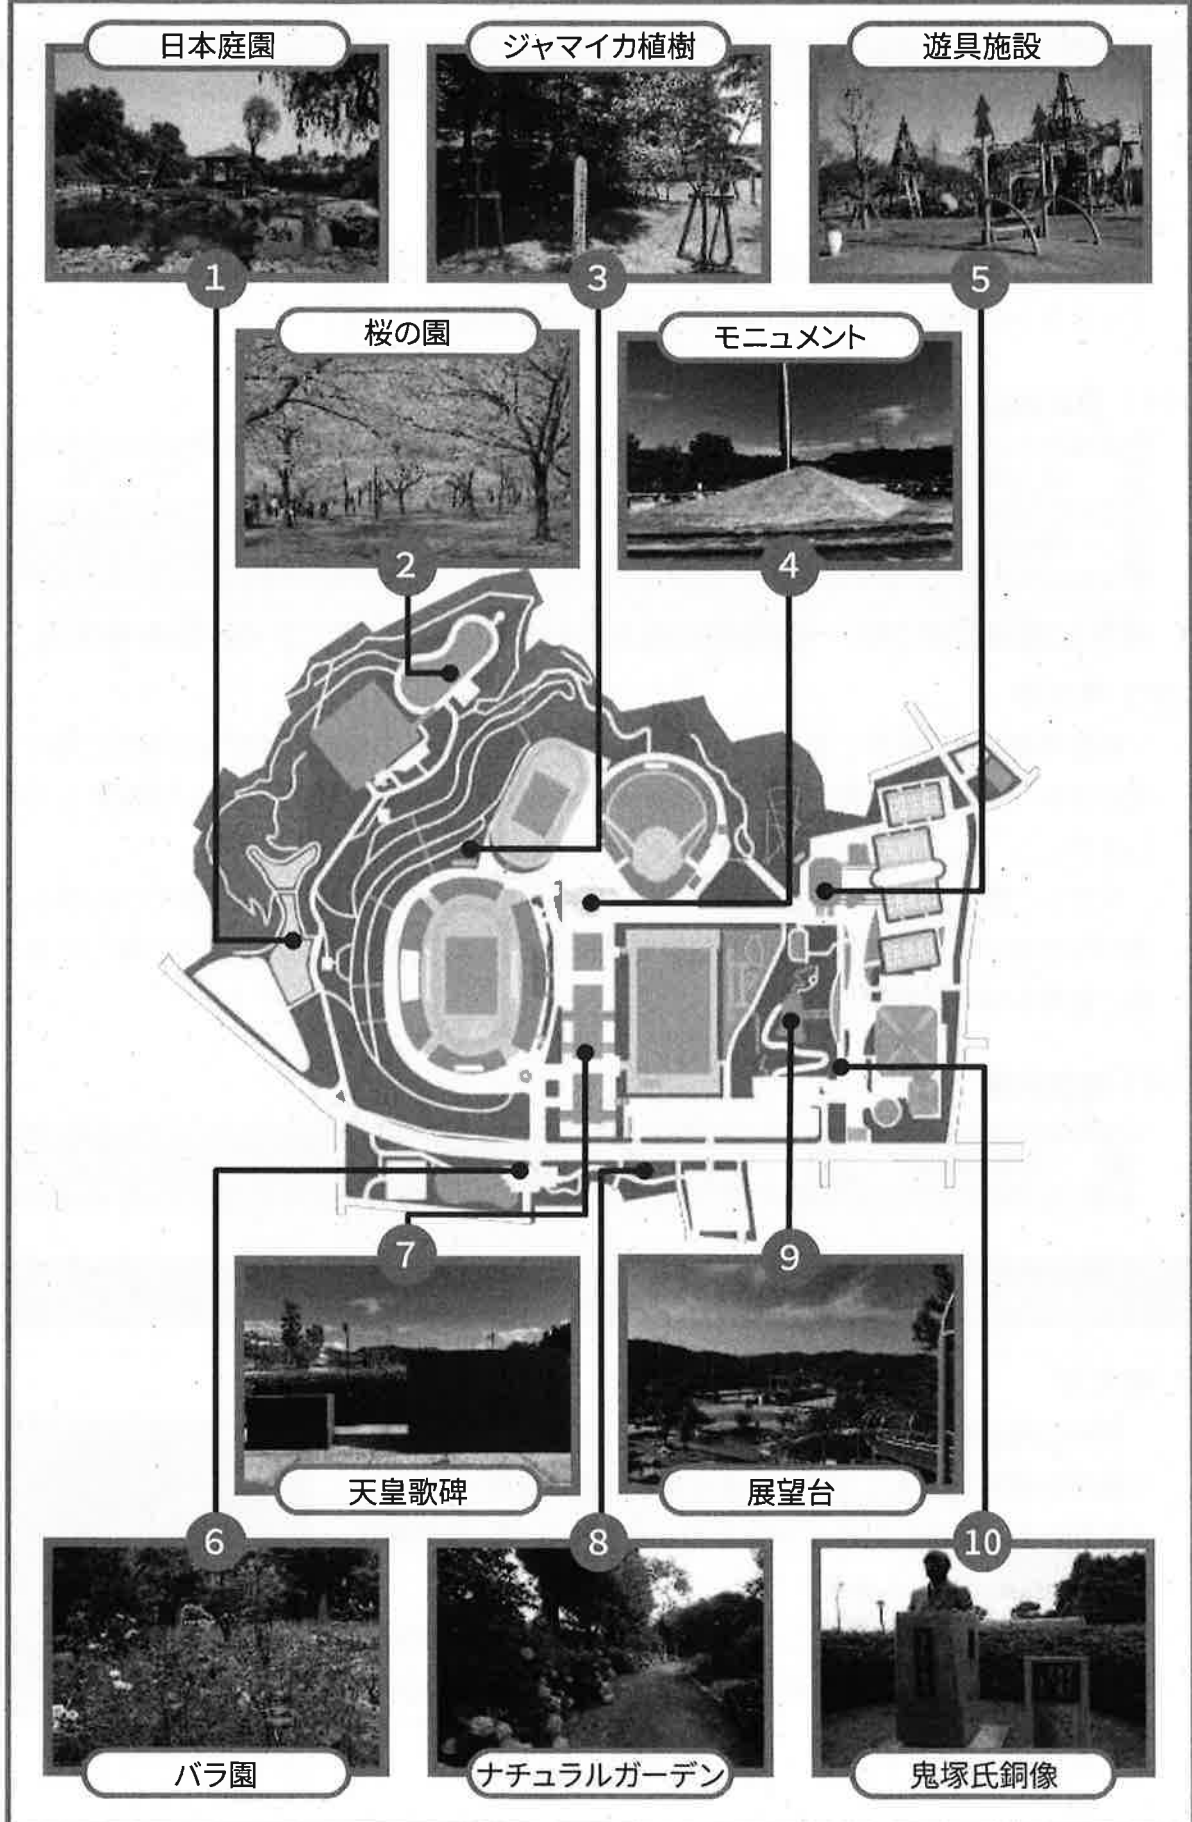 日本庭園
ジャマイカ植樹
遊具施設
1
3
5
桜の園
モニュメント
2
4
7
9
天皇歌碑
展望台
6
8
10
バラ園
ナチュラルガーデン
鬼塚氏銅像